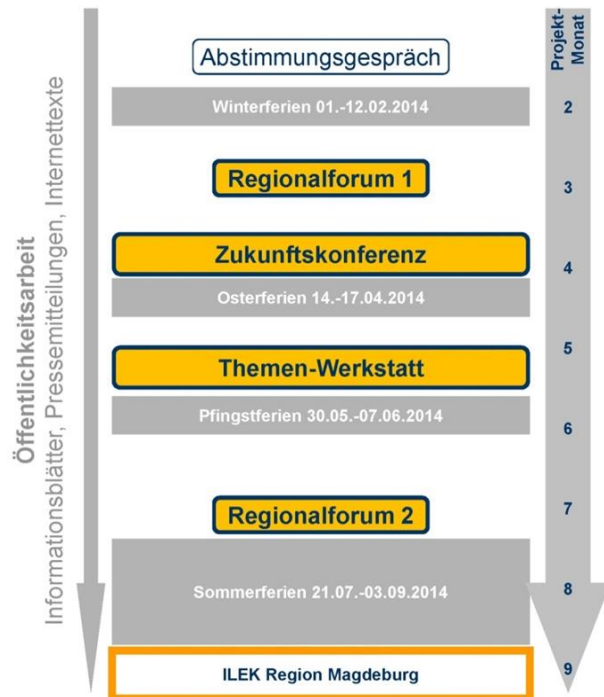 Projekt-
Monat
Abstimmungsgespräch
Winterferien 01.-12.02.2014
2
Regionalforum 1
3
Zukunftskonferenz
4
Osterferien 14.-17.04.2014
Themen-Werkstatt
5
Pfingstferien 30.05.-07.06.2014
6
Regionalforum 2
7
Sommerferien 21.07.-03.09.2014
8
ILEK Region Magdeburg
9
Öffentlichkeitsarbeit
Informationsblätter, Pressemitteilungen, Internettexte